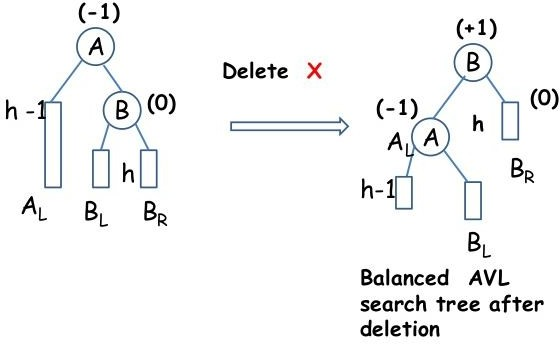 (-1)
A
h -1
B
(0)
h
AL
BL
BR
Delete X
(+1)
B
(0)
(-1)
AL
A
h
BR
h-1
BL
Balanced AVL
search tree after
deletion